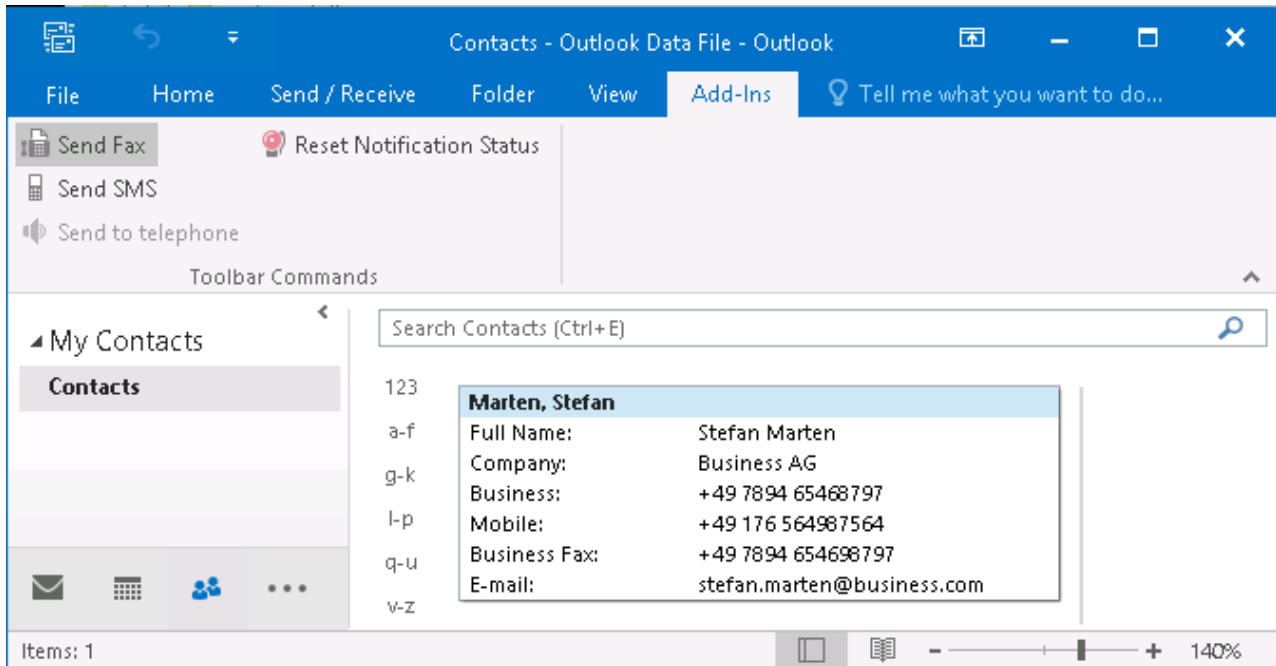 Contacts - Outlook Data File - Outlook
File Home Send / Receive Folder View Add-Ins Tell me what you want to do...
Send Fax Reset Notification Status
Send SMS
Send to telephone
Toolbar Commands
My Contacts
Contacts
Search Contacts (Ctrl+E)
123
a-f
g-k
l-p
q-u
v-z
Marten, Stefan
Full Name: Stefan Marten
Company: Business AG
Business: +49 7894 65468797
Mobile: +49 176 564987564
Business Fax: +49 7894 654698797
E-mail: stefan.marten@business.com
Items: 1 140%